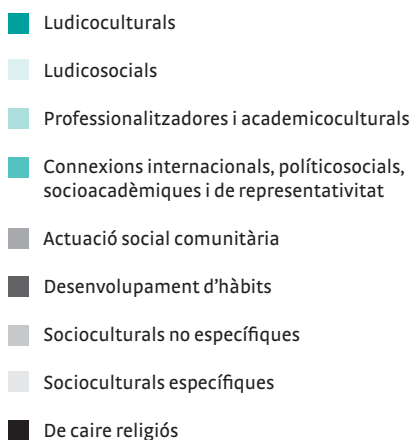 Ludicoculturals
Ludicosocials
Professionalitzadores i academicoculturals
Connexions internacionals, políticosocials,
socioacadèmiques i de representativitat
Actuació social comunitària
Desenvolupament d’hàbits
Socioculturals no específiques
Socioculturals específiques
De caire religiós